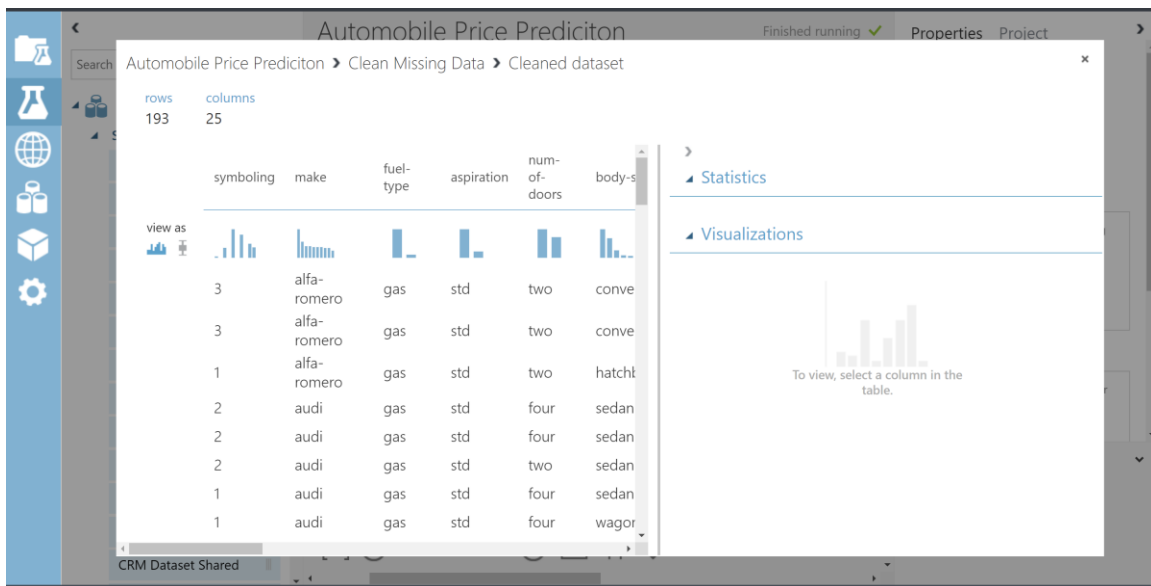 Automobile Price Prediciton
Finished running
Properties Project
Search
Automobile Price Prediciton > Clean Missing Data > Cleaned dataset
rows columns
193 25
symboling make fuel-type aspiration num-of-doors body-s
view as
3 alfa-romero gas std two conve
3 alfa-romero gas std two conve
1 alfa-romero gas std two hatchb
2 audi gas std four sedan
2 audi gas std four sedan
2 audi gas std two sedan
1 audi gas std four sedan
1 audi gas std four wagon
Statistics
Visualizations
To view, select a column in the
table.
CRM Dataset Shared